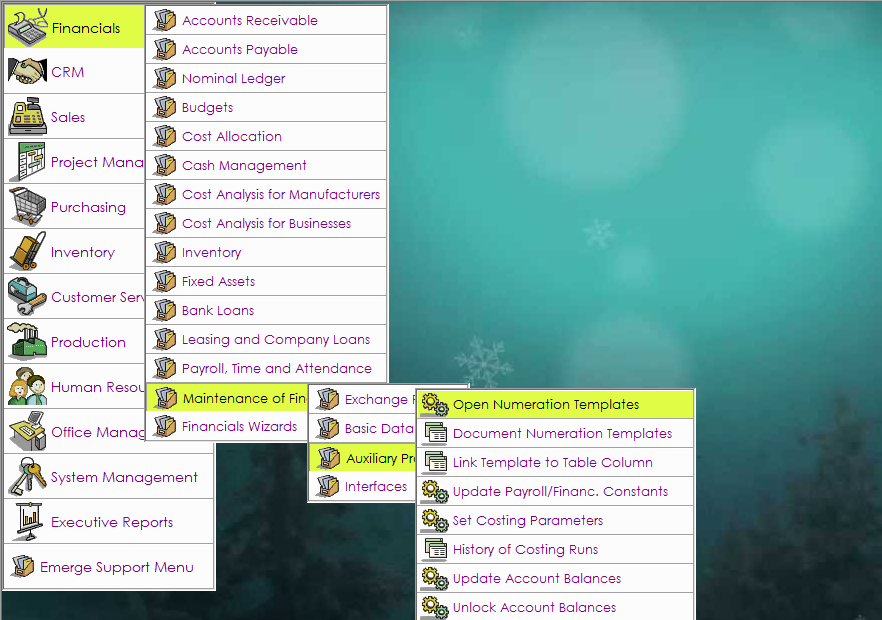 Financials
CRM
Sales
Project Mana
Purchasing
Inventory
Customer Serv
Production
Human Resou
Office Manag
System Management
Executive Reports
Emerge Support Menu
Accounts Receivable
Accounts Payable
Nominal Ledger
Budgets
Cost Allocation
Cash Management
Cost Analysis for Manufacturers
Cost Analysis for Businesses
Inventory
Fixed Assets
Bank Loans
Leasing and Company Loans
Payroll, Time and Attendance
Maintenance of Fin
Financials Wizards
Exchange
Basic Data
Auxiliary Pr
Interfaces
Open Numeration Templates
Document Numeration Templates
Link Template to Table Column
Update Payroll/Financ. Constants
Set Costing Parameters
History of Costing Runs
Update Account Balances
Unlock Account Balances